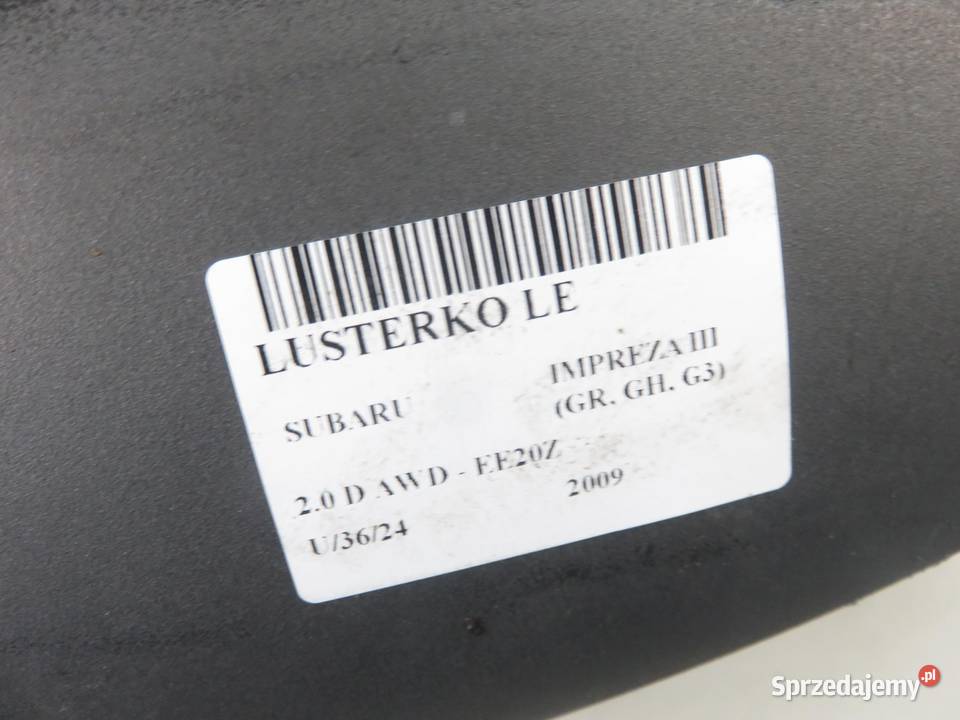 LUSTERKO LE
SUBARU IMPREZA III
(GR. GH. G3)
2.0 D AWD - EE20Z
U/36/24 2009
Sprzedajemy.pl